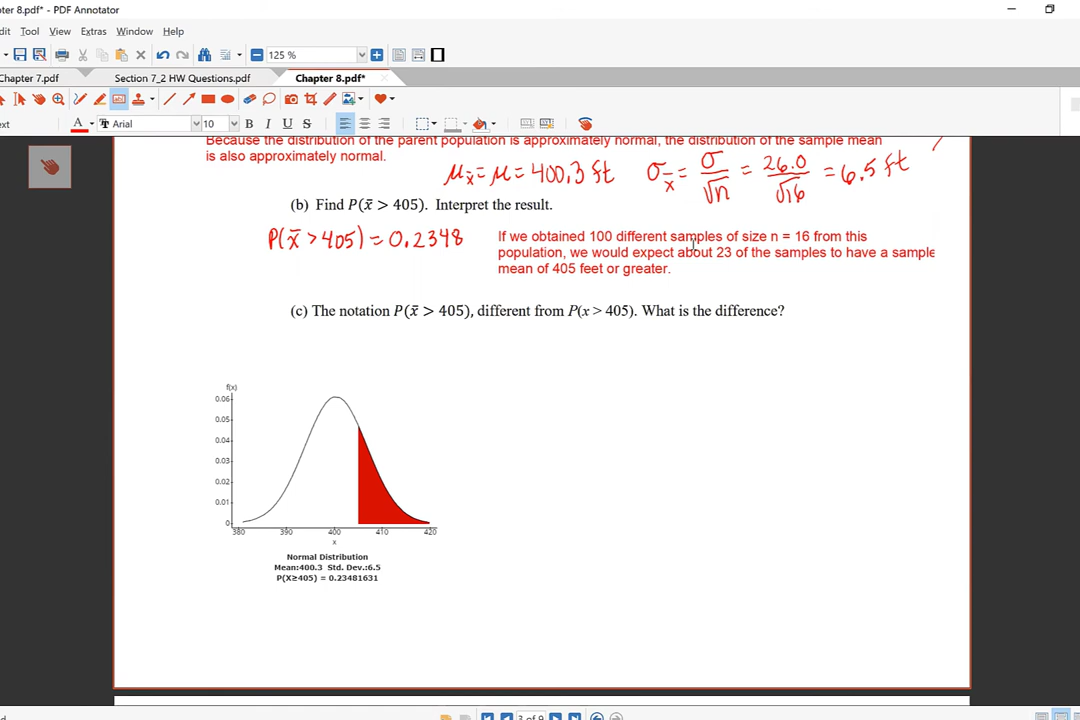 pter 8.pdf* - PDF Annotator
dit Tool View Extras Window Help
125 %
Chapter 7.pdf Section 7_2 HW Questions.pdf Chapter 8.pdf*
ext A Arial 10 B I U S
Because the distribution of the parent population is approximately normal, the distribution of the sample mean
is also approximately normal.
μx̄ = μ = 400.3 ft σx̄ = σ/√n = 26.0/√16 = 6.5 ft
(b) Find P(x̄ > 405). Interpret the result.
P(x̄ > 405) = 0.2348
If we obtained 100 different samples of size n = 16 from this
population, we would expect about 23 of the samples to have a sample
mean of 405 feet or greater.
(c) The notation P(x̄ > 405), different from P(x > 405). What is the difference?
f(x)
0.06
0.05
0.04
0.03
0.02
0.01
0
380 390 400 410 420
x
Normal Distribution
Mean:400.3 Std. Dev.:6.5
P(X≥405) = 0.23481631
3 of 9